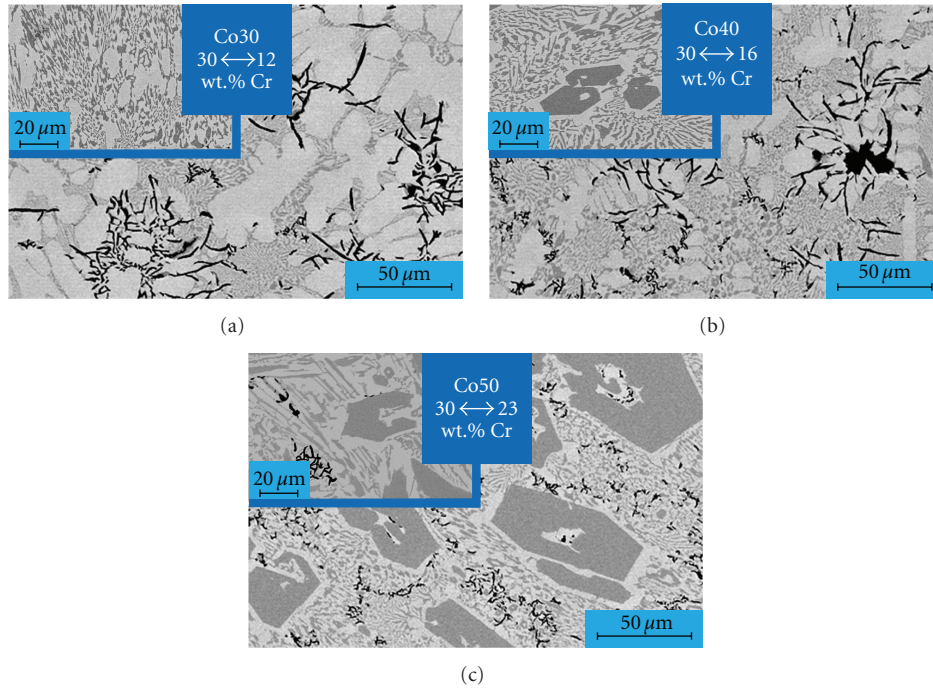 Co30
30 ⟷ 12
wt.% Cr
20 µm
50 µm
(a)
Co40
30 ⟷ 16
wt.% Cr
20 µm
50 µm
(b)
Co50
30 ⟷ 23
wt.% Cr
20 µm
50 µm
(c)